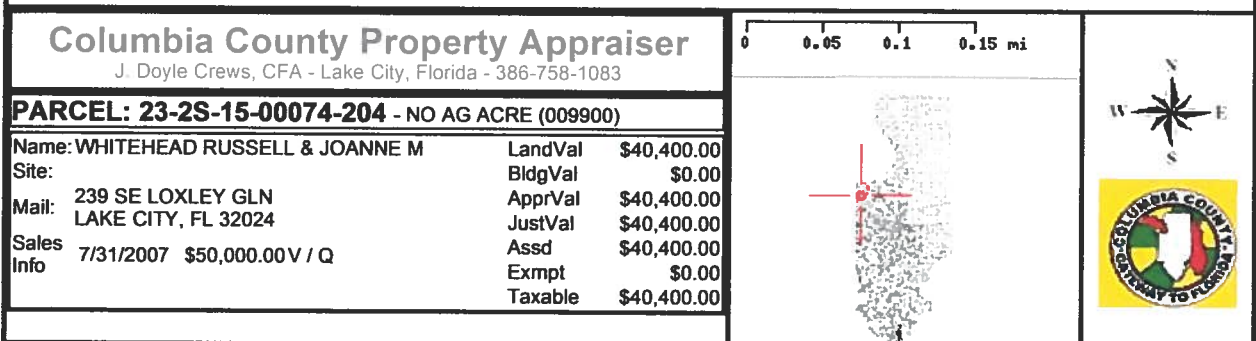 Columbia County Property Appraiser
J. Doyle Crews, CFA - Lake City, Florida - 386-758-1083
PARCEL: 23-2S-15-00074-204 - NO AG ACRE (009900)
Name: WHITEHEAD RUSSELL & JOANNE M
Site:
Mail: 239 SE LOXLEY GLN
LAKE CITY, FL 32024
Sales Info 7/31/2007 $50,000.00 V / Q
LandVal $40,400.00
BldgVal $0.00
ApprVal $40,400.00
JustVal $40,400.00
Assd $40,400.00
Exmpt $0.00
Taxable $40,400.00
0 0.05 0.1 0.15 mi
N
W E
S
COLUMBIA COUNTY
GATEWAY TO FLORIDA